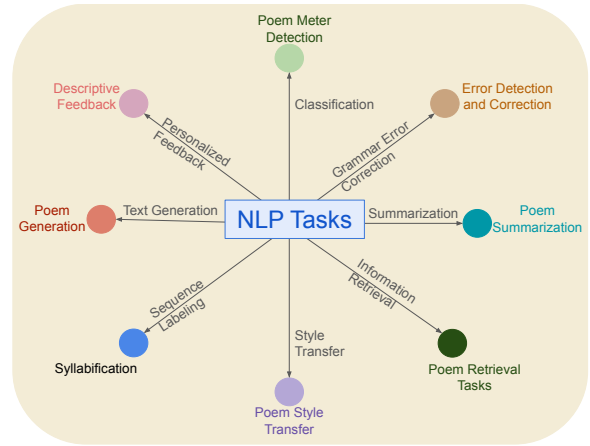 Poem Meter
Detection
Descriptive
Feedback
Error Detection
and Correction
Classification
Personalized
Feedback
Grammar Error
Correction
Poem
Generation
Text Generation
NLP Tasks
Summarization
Poem
Summarization
Sequence
Labeling
Information
Retrieval
Style
Transfer
Syllabification
Poem Retrieval
Tasks
Poem Style
Transfer